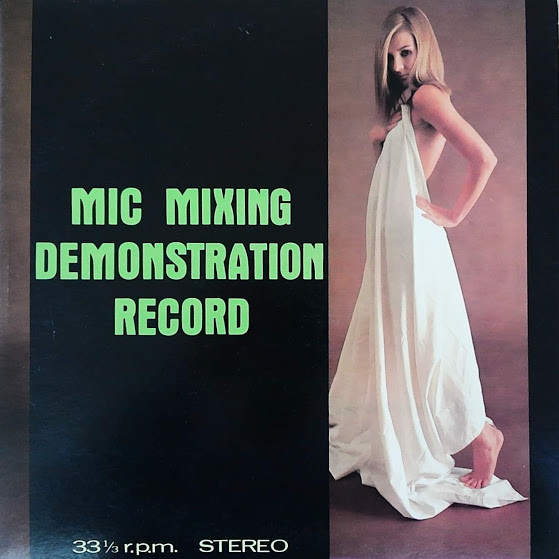 MIC MIXING
DEMONSTRATION
RECORD
33⅓ r.p.m. STEREO